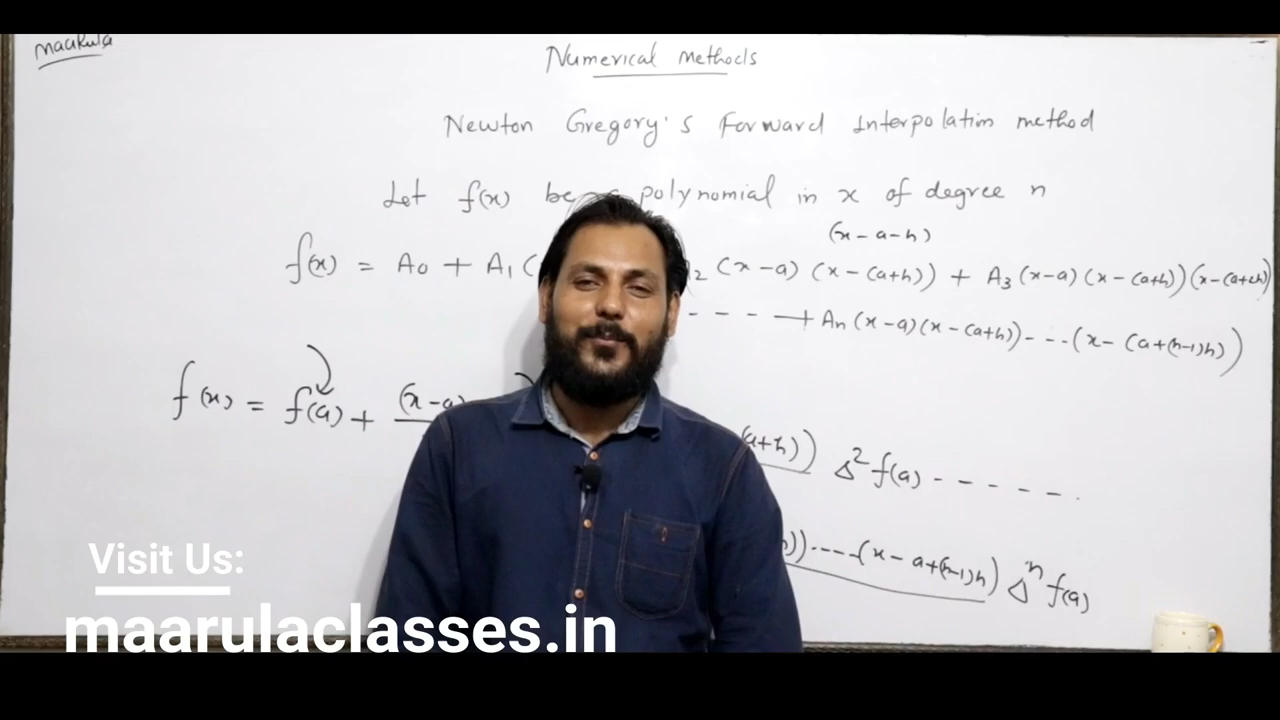 Maarula
Numerical Methods
Newton Gregory's Forward Interpolation method
Let f(x) be a polynomial in x of degree n
(x-a-h)
f(x) = A0 + A1( 2 (x-a) (x-(a+h)) + A3 (x-a) (x-(a+h)) (x-(a+2h)
- - - → An (x-a) (x-(a+h)) - - - (x-(a+(n-1)h))
f(x) = f(a) + (x-a) (a+h)) Δ² f(a) - - - - - .
)) ---- (x-a+(n-1)h) Δⁿ f(a)
Visit Us:
maarulaclasses.in